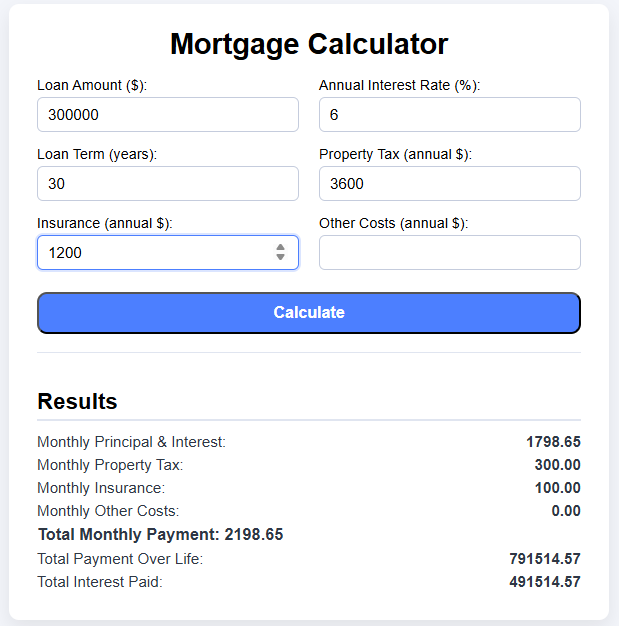 Mortgage Calculator
Loan Amount ($): Annual Interest Rate (%):
300000 6
Loan Term (years): Property Tax (annual $):
30 3600
Insurance (annual $): Other Costs (annual $):
1200
Calculate
Results
Monthly Principal & Interest: 1798.65
Monthly Property Tax: 300.00
Monthly Insurance: 100.00
Monthly Other Costs: 0.00
Total Monthly Payment: 2198.65
Total Payment Over Life: 791514.57
Total Interest Paid: 491514.57